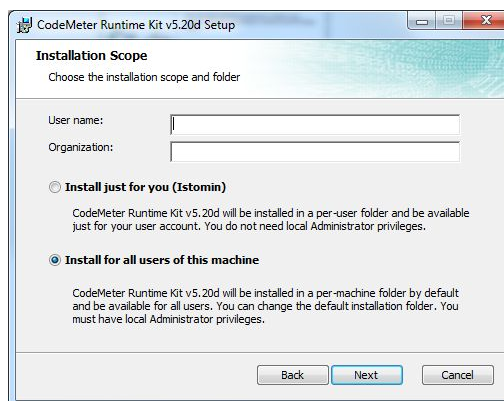 CodeMeter Runtime Kit v5.20d Setup
Installation Scope
Choose the installation scope and folder
User name:
Organization:
Install just for you (Istomin)
CodeMeter Runtime Kit v5.20d will be installed in a per-user folder and be available
just for your user account. You do not need local Administrator privileges.
Install for all users of this machine
CodeMeter Runtime Kit v5.20d will be installed in a per-machine folder by default
and be available for all users. You can change the default installation folder. You
must have local Administrator privileges.
Back
Next
Cancel